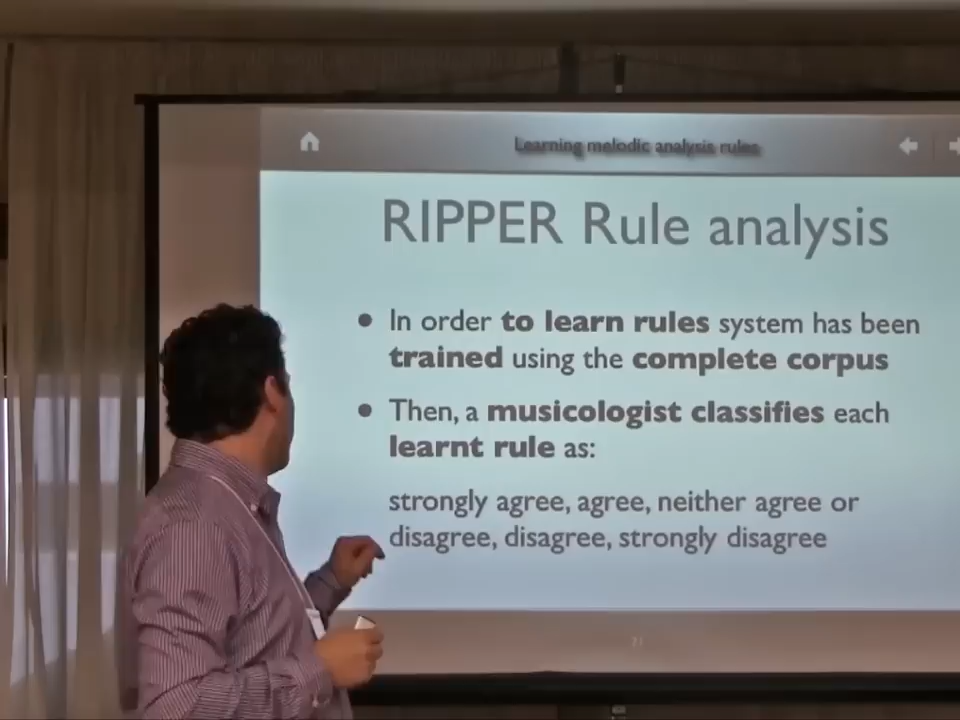 Learning melodic analysis rules
RIPPER Rule analysis
• In order to learn rules system has been
trained using the complete corpus
• Then, a musicologist classifies each
learnt rule as:
strongly agree, agree, neither agree or
disagree, disagree, strongly disagree